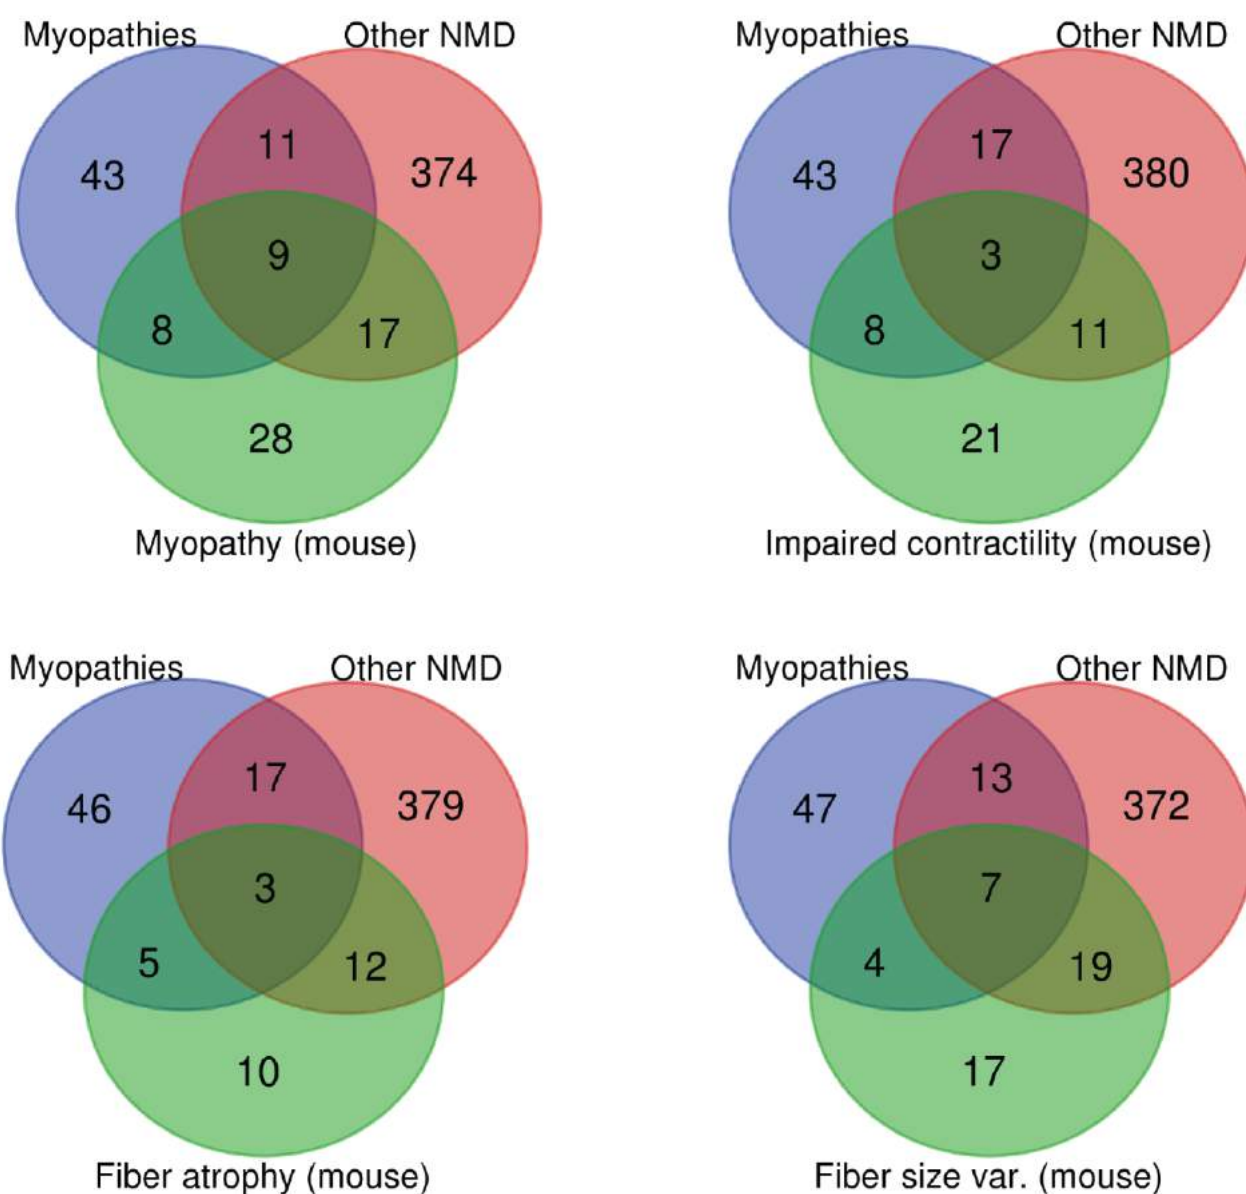 Myopathies Other NMD
43 11 374
9
8 17
28
Myopathy (mouse)
Myopathies Other NMD
43 17 380
3
8 11
21
Impaired contractility (mouse)
Myopathies Other NMD
46 17 379
3
5 12
10
Fiber atrophy (mouse)
Myopathies Other NMD
47 13 372
7
4 19
17
Fiber size var. (mouse)